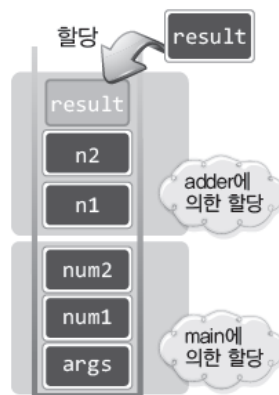 할당
result
result
n2
n1
adder에
의한 할당
num2
num1
args
main에
의한 할당